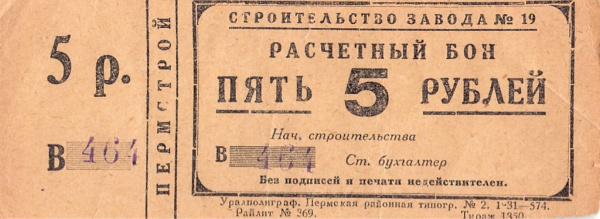 5 р.
В 464
ПЕРМСТРОЙ
СТРОИТЕЛЬСТВО ЗАВОДА № 19
РАСЧЕТНЫЙ БОН
ПЯТЬ 5 РУБЛЕЙ
Нач. строительства
В 464
Ст. бухгалтер
Без подписей и печати недействителен.
Уралполиграф. Пермская районная типогр. № 2. 1-31—574.
Райлит № 369. Тираж 1350.